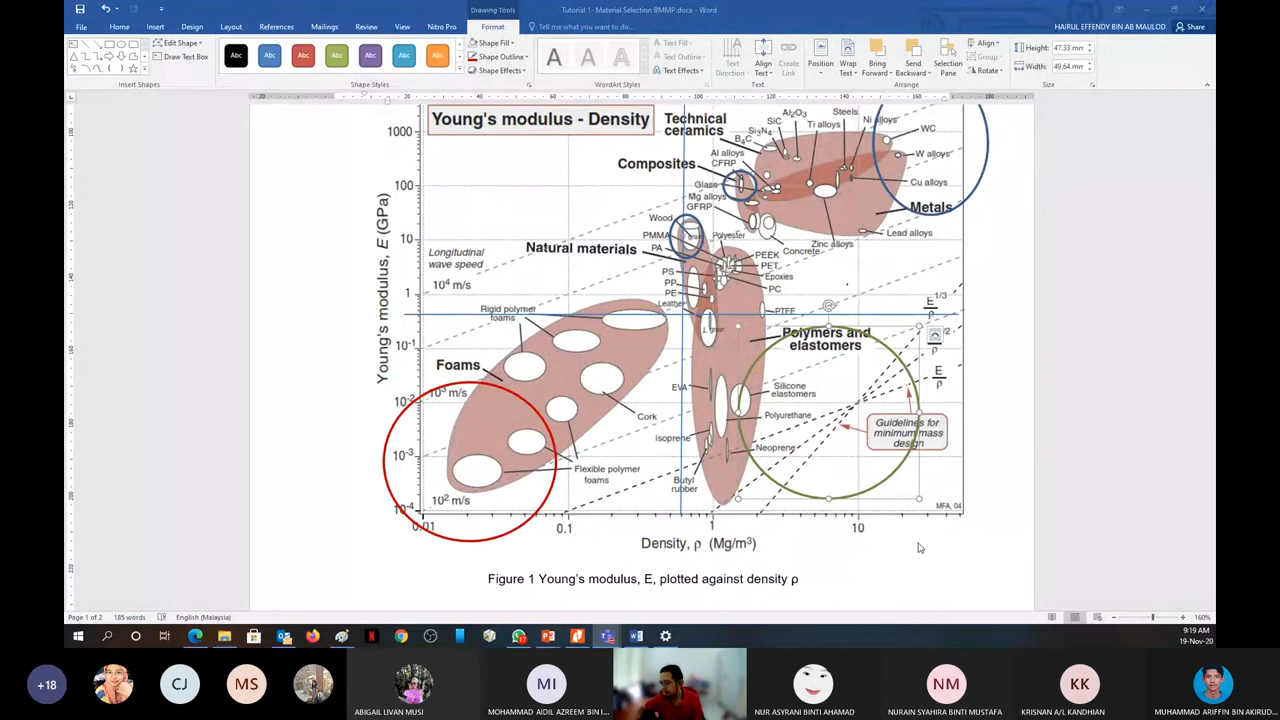 Drawing Tools
Tutorial 1- Material Selection BMMP.docx - Word
File
Home
Insert
Design
Layout
References
Mailings
Review
View
Nitro Pro
Format
Tell me what you want to do...
HAIRUL EFFENDY BIN AB MAULOD
Share
Edit Shape
Draw Text Box
Insert Shapes
Abc
Abc
Abc
Abc
Abc
Abc
Abc
Shape Styles
Shape Fill
Shape Outline
Shape Effects
A
A
A
WordArt Styles
Text Fill
Text Outline
Text Effects
Text Direction
Align Text
Create Link
Text
Position
Wrap Text
Bring Forward
Send Backward
Selection Pane
Align
Group
Rotate
Arrange
Height: 47.33 mm
Width: 49.64 mm
Size
Young's modulus - Density
Technical ceramics
Composites
Natural materials
Foams
Metals
Polymers and elastomers
Young's modulus, E (GPa)
1000
100
10
1
10-1
10-2
10-3
10-4
Al2O3
SiC
Si3N4
B4C
Steels
Ti alloys
Ni alloys
WC
W alloys
Al alloys
CFRP
Glass
Mg alloys
GFRP
Cu alloys
Lead alloys
Zinc alloys
Concrete
Wood
PMMA
PA
Polyester
PEEK
PET
Epoxies
PC
PS
PP
PE
Leather
PTFE
Longitudinal wave speed
10⁴ m/s
10³ m/s
10² m/s
Rigid polymer foams
Cork
Flexible polymer foams
EVA
Silicone elastomers
Polyurethane
Isoprene
Neoprene
Butyl rubber
E1/3
ρ
E
ρ
Guidelines for minimum mass design
MFA, 04
0.01
0.1
1
10
Density, ρ (Mg/m³)
Figure 1 Young's modulus, E, plotted against density ρ
Page 1 of 2
185 words
English (Malaysia)
160%
9:19 AM
19-Nov-20
+18
CJ
MS
ABIGAIL LIVAN MUSI
MI
MOHAMMAD AIDIL AZREEM BIN I...
NUR ASYRANI BINTI AHAMAD
NM
NURAIN SYAHIRA BINTI MUSTAFA
KK
KRISNAN A/L KANDHIAN
MUHAMMAD ARIFFIN BIN AKIRUD...